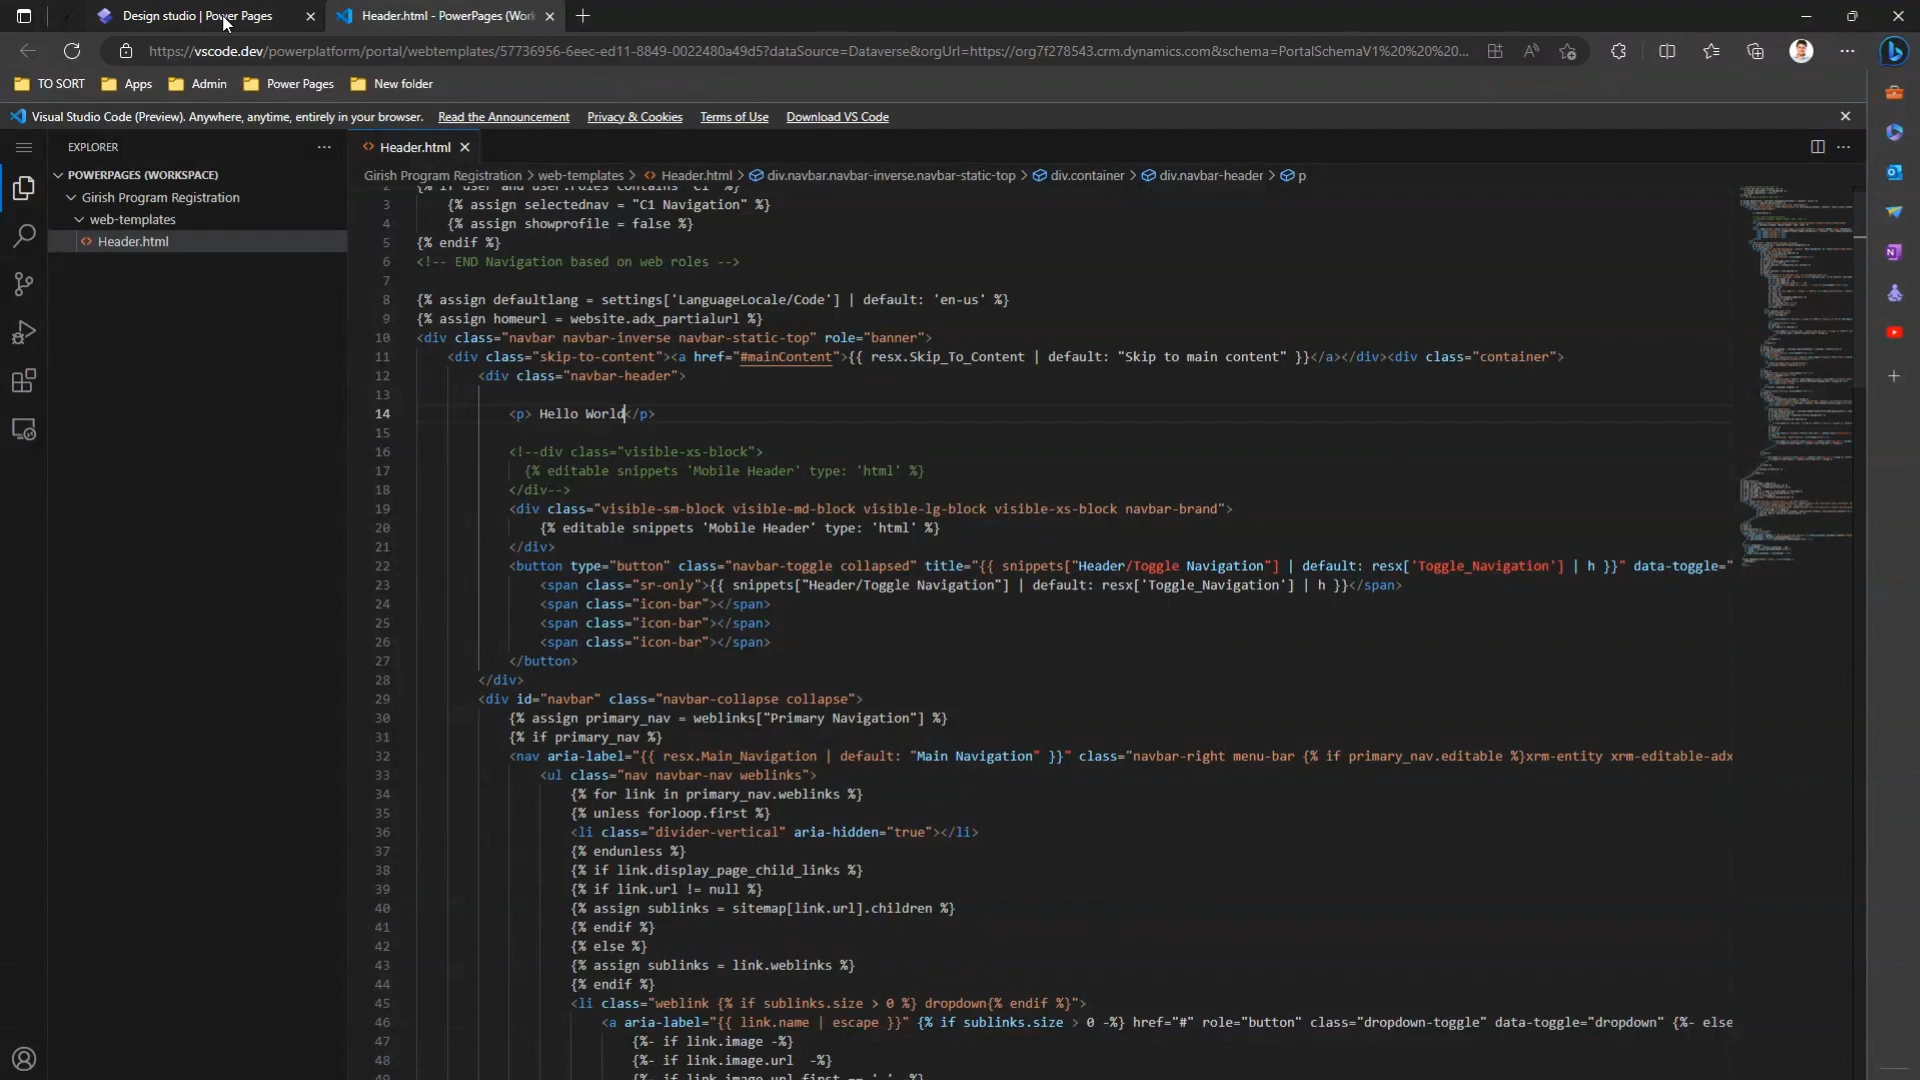 Design studio | Power Pages
Header.html - PowerPages (Work
https://vscode.dev/powerplatform/portal/webtemplates/57736956-6eec-ed11-8849-0022480a49d5?dataSource=Dataverse&orgUrl=https://org7f278543.crm.dynamics.com&schema=PortalSchemaV1%20%20%20...
TO SORT
Apps
Admin
Power Pages
New folder
Visual Studio Code (Preview). Anywhere, anytime, entirely in your browser. Read the Announcement Privacy & Cookies Terms of Use Download VS Code
EXPLORER
Header.html
POWERPAGES (WORKSPACE)
Girish Program Registration
web-templates
Header.html
Girish Program Registration > web-templates > Header.html > div.navbar.navbar-inverse.navbar-static-top > div.container > div.navbar-header > p
2 {% if user and user.roles contains 'C1' %}
3 {% assign selectednav = "C1 Navigation" %}
4 {% assign showprofile = false %}
5 {% endif %}
6 <!-- END Navigation based on web roles -->
7
8 {% assign defaultlang = settings['LanguageLocale/Code'] | default: 'en-us' %}
9 {% assign homeurl = website.adx_partialurl %}
10 <div class="navbar navbar-inverse navbar-static-top" role="banner">
11 <div class="skip-to-content"><a href="#mainContent">{{ resx.Skip_To_Content | default: "Skip to main content" }}</a></div><div class="container">
12 <div class="navbar-header">
13
14 <p> Hello World</p>
15
16 <!--div class="visible-xs-block">
17 {% editable snippets 'Mobile Header' type: 'html' %}
18 </div-->
19 <div class="visible-sm-block visible-md-block visible-lg-block visible-xs-block navbar-brand">
20 {% editable snippets 'Mobile Header' type: 'html' %}
21 </div>
22 <button type="button" class="navbar-toggle collapsed" title="{{ snippets["Header/Toggle Navigation"] | default: resx['Toggle_Navigation'] | h }}" data-toggle="
23 <span class="sr-only">{{ snippets["Header/Toggle Navigation"] | default: resx['Toggle_Navigation'] | h }}</span>
24 <span class="icon-bar"></span>
25 <span class="icon-bar"></span>
26 <span class="icon-bar"></span>
27 </button>
28 </div>
29 <div id="navbar" class="navbar-collapse collapse">
30 {% assign primary_nav = weblinks["Primary Navigation"] %}
31 {% if primary_nav %}
32 <nav aria-label="{{ resx.Main_Navigation | default: "Main Navigation" }}" class="navbar-right menu-bar {% if primary_nav.editable %}xrm-entity xrm-editable-adx
33 <ul class="nav navbar-nav weblinks">
34 {% for link in primary_nav.weblinks %}
35 {% unless forloop.first %}
36 <li class="divider-vertical" aria-hidden="true"></li>
37 {% endunless %}
38 {% if link.display_page_child_links %}
39 {% if link.url != null %}
40 {% assign sublinks = sitemap[link.url].children %}
41 {% endif %}
42 {% else %}
43 {% assign sublinks = link.weblinks %}
44 {% endif %}
45 <li class="weblink {% if sublinks.size > 0 %} dropdown{% endif %}">
46 <a aria-label="{{ link.name | escape }}" {% if sublinks.size > 0 -%} href="#" role="button" class="dropdown-toggle" data-toggle="dropdown" {%- else
47 {%- if link.image -%}
48 {%- if link.image.url -%}